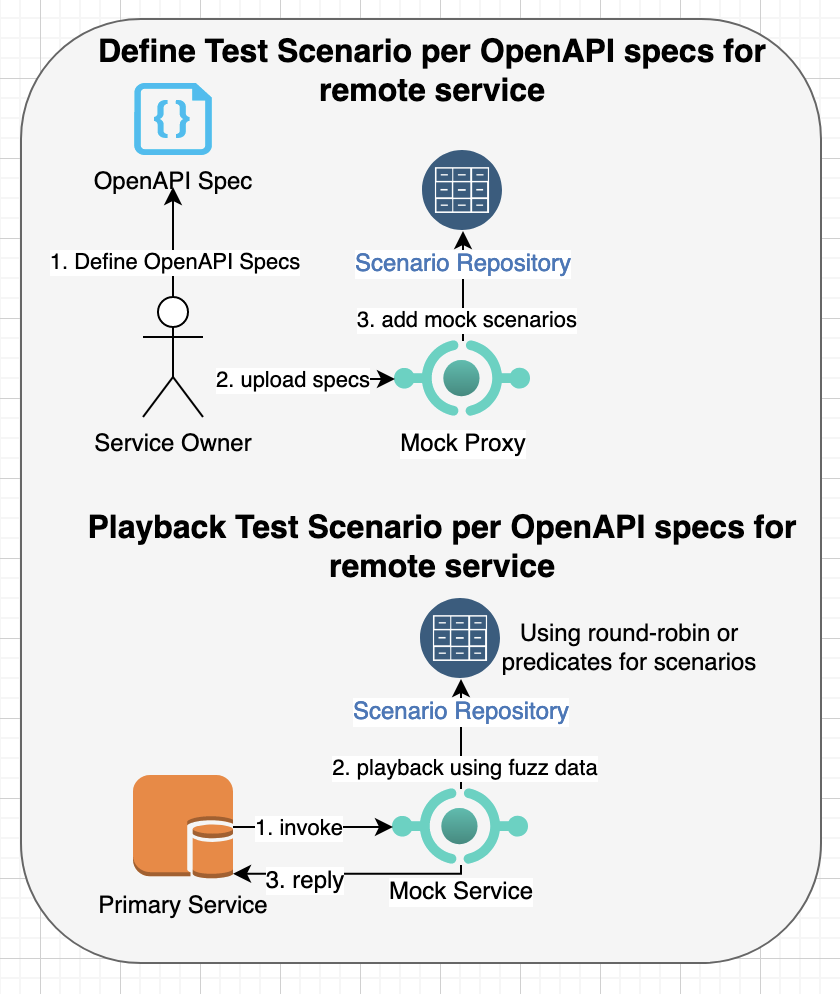 Define Test Scenario per OpenAPI specs for
remote service
{}
OpenAPI Spec
1. Define OpenAPI Specs
Scenario Repository
3. add mock scenarios
2. upload specs
Service Owner
Mock Proxy
Playback Test Scenario per OpenAPI specs for
remote service
Using round-robin or
predicates for scenarios
Scenario Repository
2. playback using fuzz data
1. invoke
3. reply
Mock Service
Primary Service